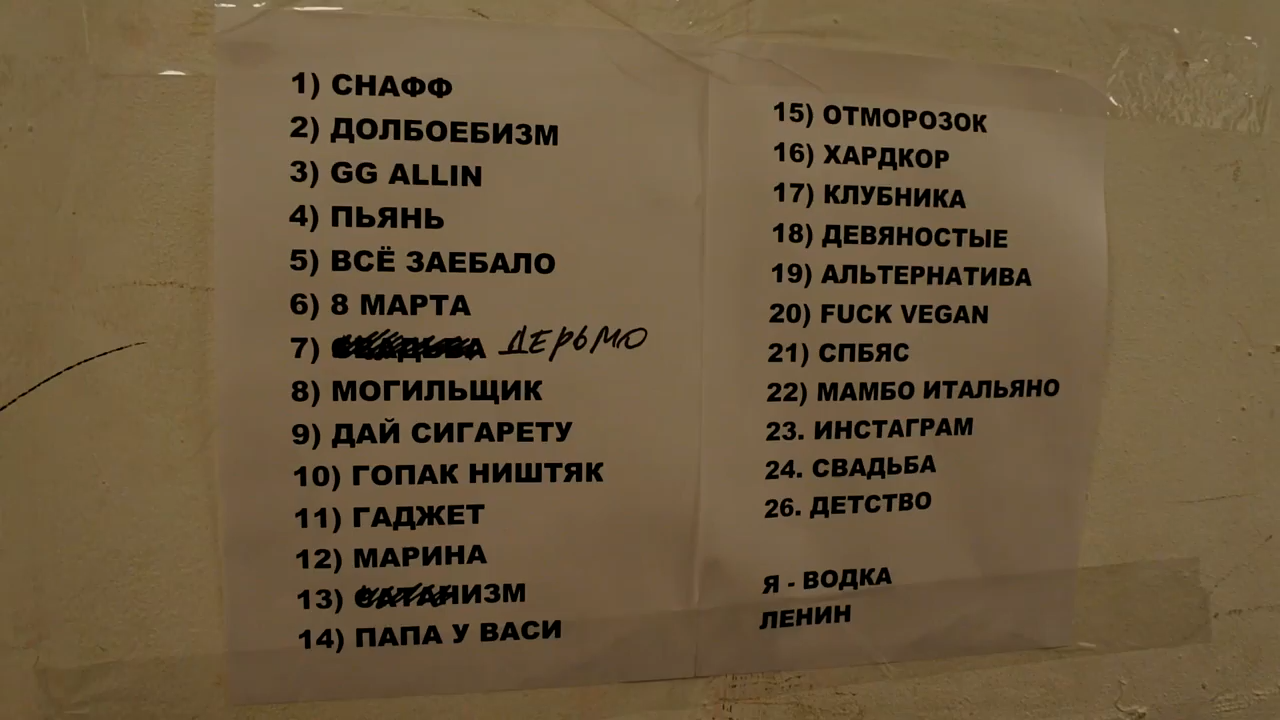 1) СНАФФ
2) ДОЛБОЕБИЗМ
3) GG ALLIN
4) ПЬЯНЬ
5) ВСЁ ЗАЕБАЛО
6) 8 МАРТА
7) ДЕРЬМО
8) МОГИЛЬЩИК
9) ДАЙ СИГАРЕТУ
10) ГОПАК НИШТЯК
11) ГАДЖЕТ
12) МАРИНА
13) САТАНИЗМ
14) ПАПА У ВАСИ
15) ОТМОРОЗОК
16) ХАРДКОР
17) КЛУБНИКА
18) ДЕВЯНОСТЫЕ
19) АЛЬТЕРНАТИВА
20) FUCK VEGAN
21) СПБЯС
22) МАМБО ИТАЛЬЯНО
23. ИНСТАГРАМ
24. СВАДЬБА
26. ДЕТСТВО
Я - ВОДКА
ЛЕНИН